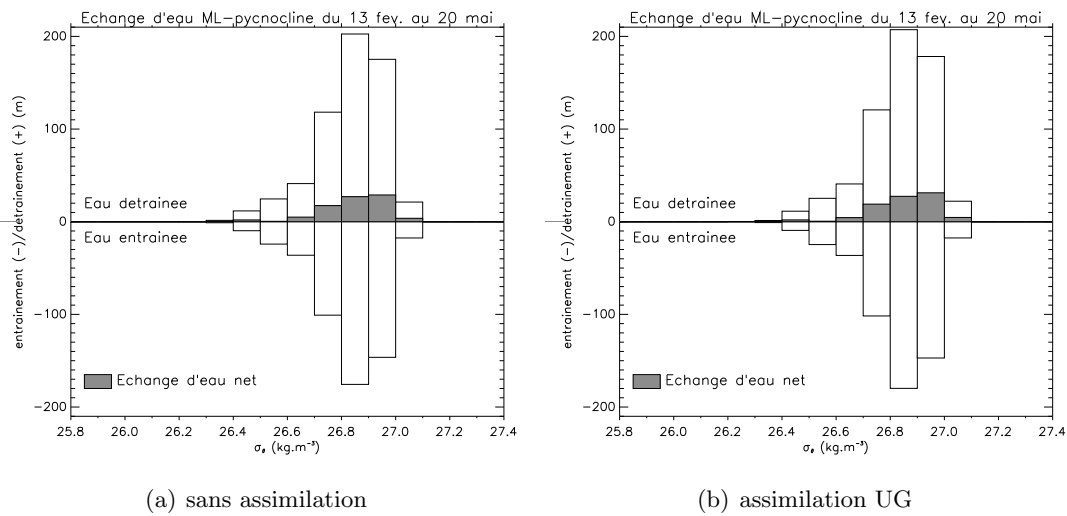 Echange d'eau ML-pycnocline du 13 fev. au 20 mai
entrainement (-)/detrainement (+) (m)
200
100
0
-100
-200
Eau detrainee
Eau entrainee
Echange d'eau net
25.8 26.0 26.2 26.4 26.6 26.8 27.0 27.2 27.4
σθ (kg.m⁻³)
(a) sans assimilation
Echange d'eau ML-pycnocline du 13 fev. au 20 mai
entrainement (-)/detrainement (+) (m)
200
100
0
-100
-200
Eau detrainee
Eau entrainee
Echange d'eau net
25.8 26.0 26.2 26.4 26.6 26.8 27.0 27.2 27.4
σθ (kg.m⁻³)
(b) assimilation UG